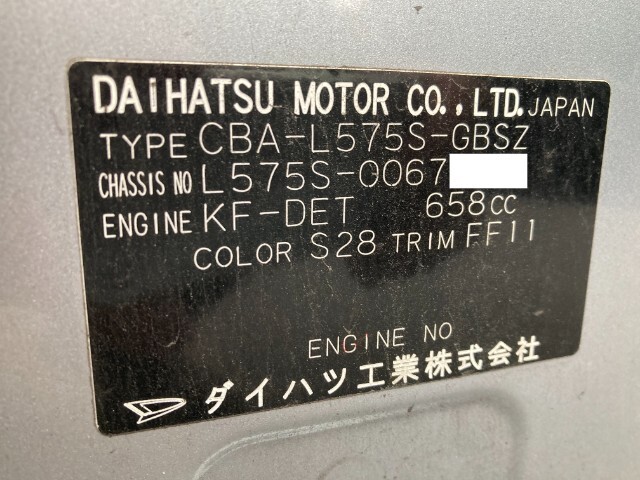 DAIHATSU MOTOR CO., LTD. JAPAN
TYPE CBA-L575S-GBSZ
CHASSIS NO L575S-0067
ENGINE KF-DET 658CC
COLOR S28 TRIM FF11
ENGINE NO
ダイハツ工業株式会社